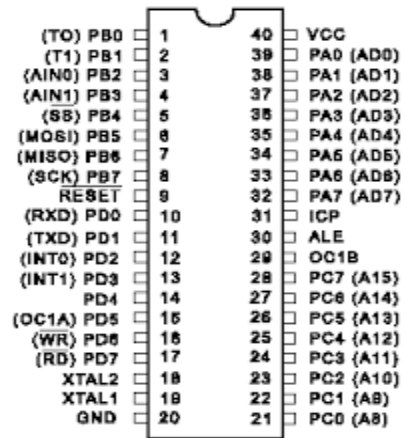 (TO) PB0 1 40 VCC
(T1) PB1 2 39 PA0 (AD0)
(AIN0) PB2 3 38 PA1 (AD1)
(AIN1) PB3 4 37 PA2 (AD2)
(SS) PB4 5 36 PA3 (AD3)
(MOSI) PB5 6 35 PA4 (AD4)
(MISO) PB6 7 34 PA5 (AD5)
(SCK) PB7 8 33 PA6 (AD6)
RESET 9 32 PA7 (AD7)
(RXD) PD0 10 31 ICP
(TXD) PD1 11 30 ALE
(INT0) PD2 12 29 OC1B
(INT1) PD3 13 28 PC7 (A15)
PD4 14 27 PC6 (A14)
(OC1A) PD5 15 26 PC5 (A13)
(WR) PD6 16 25 PC4 (A12)
(RD) PD7 17 24 PC3 (A11)
XTAL2 18 23 PC2 (A10)
XTAL1 19 22 PC1 (A9)
GND 20 21 PC0 (A8)